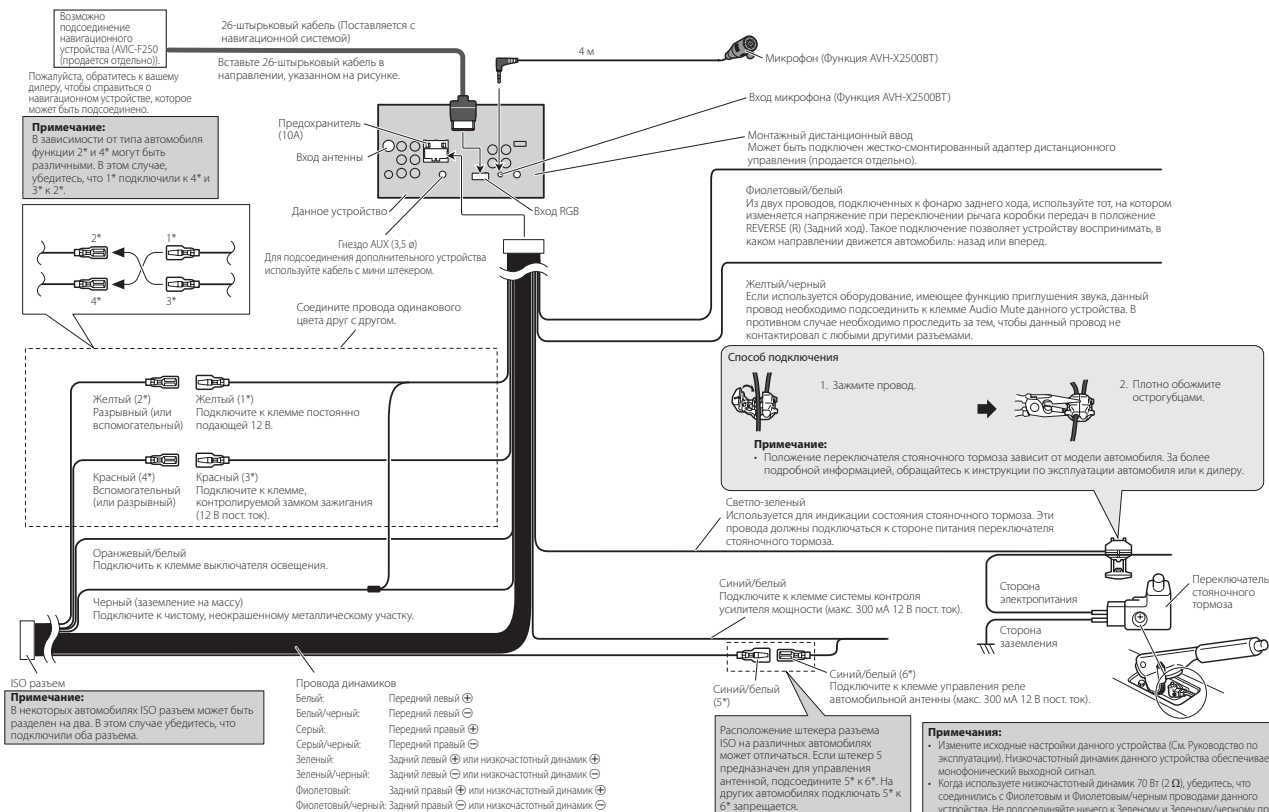 Возможно
подсоединение
навигационного
устройства (AVIC-F250
(продается отдельно)).
Пожалуйста, обратитесь к вашему
дилеру, чтобы справиться о
навигационном устройстве, которое
может быть подсоединено.
Примечание:
В зависимости от типа автомобиля
функции 2* и 4* могут быть
различными. В этом случае,
убедитесь, что 1* подключили к 4* и
3* к 2*.
2*
1*
4*
3*
26-штырьковый кабель (Поставляется с
навигационной системой)
Вставьте 26-штырьковый кабель в
направлении, указанном на рисунке.
4 м
Микрофон (Функция AVH-X2500BT)
Вход микрофона (Функция AVH-X2500BT)
Предохранитель
(10А)
Вход антенны
Данное устройство
Вход RGB
Гнездо AUX (3,5 ø)
Для подсоединения дополнительного устройства
используйте кабель с мини штекером.
Монтажный дистанционный ввод
Может быть подключен жестко-смонтированный адаптер дистанционного
управления (продается отдельно).
Фиолетовый/белый
Из двух проводов, подключенных к фонарю заднего хода, используйте тот, на котором
изменяется напряжение при переключении рычага коробки передач в положение
REVERSE (R) (Задний ход). Такое подключение позволяет устройству воспринимать, в
каком направлении движется автомобиль: назад или вперед.
Желтый/черный
Если используется оборудование, имеющее функцию приглушения звука, данный
провод необходимо подсоединить к клемме Audio Mute данного устройства. В
противном случае необходимо проследить за тем, чтобы данный провод не
контактировал с любыми другими разъемами.
Соедините провода одинакового
цвета друг с другом.
Желтый (2*)
Разрывный (или
вспомогательный)
Желтый (1*)
Подключите к клемме постоянно
подающей 12 В.
Красный (4*)
Вспомогательный
(или разрывный)
Красный (3*)
Подключите к клемме,
контролируемой замком зажигания
(12 В пост. ток).
Оранжевый/белый
Подключить к клемме выключателя освещения.
Черный (заземление на массу)
Подключите к чистому, неокрашенному металлическому участку.
Способ подключения
1. Зажмите провод.
2. Плотно обожмите
острогубцами.
Примечание:
• Положение переключателя стояночного тормоза зависит от модели автомобиля. За более
подробной информацией, обращайтесь к инструкции по эксплуатации автомобиля или к дилеру.
Светло-зеленый
Используется для индикации состояния стояночного тормоза. Эти
провода должны подключаться к стороне питания переключателя
стояночного тормоза.
Сторона
электропитания
Сторона
заземления
Переключатель
стояночного
тормоза
Синий/белый
Подключите к клемме системы контроля
усилителя мощности (макс. 300 мА 12 В пост. ток).
Синий/белый
(5*)
Синий/белый (6*)
Подключите к клемме управления реле
автомобильной антенны (макс. 300 мА 12 В пост. ток).
Расположение штекера разъема
ISO на различных автомобилях
может отличаться. Если штекер 5
предназначен для управления
антенной, подсоедините 5* к 6*. На
других автомобилях подключать 5* к
6* запрещается.
ISO разъем
Примечание:
В некоторых автомобилях ISO разъем может быть
разделен на два. В этом случае убедитесь, что
подключили оба разъема.
Провода динамиков
Белый: Передний левый ⊕
Белый/черный: Передний левый ⊖
Серый: Передний правый ⊕
Серый/черный: Передний правый ⊖
Зеленый: Задний левый ⊕ или низкочастотный динамик ⊕
Зеленый/черный: Задний левый ⊖ или низкочастотный динамик ⊖
Фиолетовый: Задний правый ⊕ или низкочастотный динамик ⊕
Фиолетовый/черный: Задний правый ⊖ или низкочастотный динамик ⊖
Примечания:
• Измените исходные настройки данного устройства (См. Руководство по
эксплуатации). Низкочастотный динамик данного устройства обеспечивае
монофонический выходной сигнал.
• Когда используете низкочастотный динамик 70 Вт (2 Ω), убедитесь, что
соединились с Фиолетовым и Фиолетовым/черным проводами данного
устройства. Не подсоединяйте ничего к Зеленому и Зеленому/черному пр